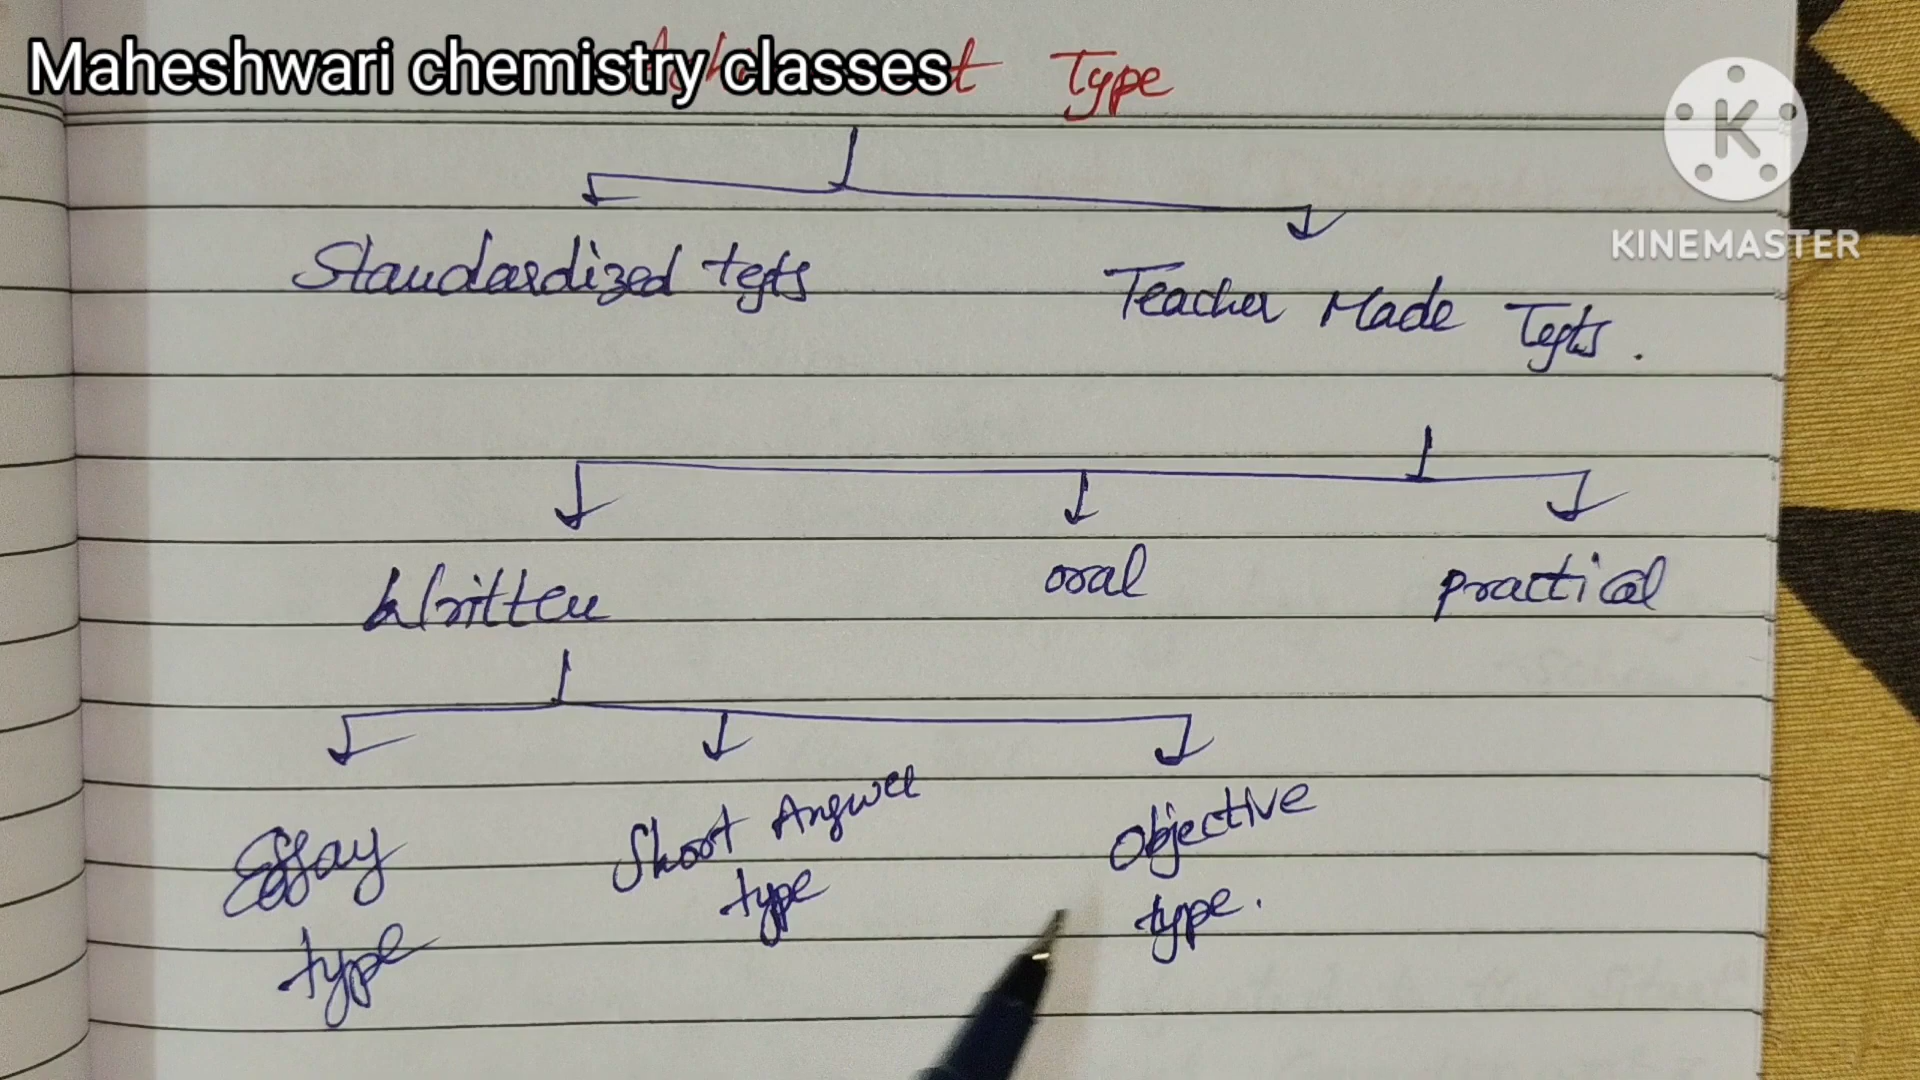 Maheshwari chemistry classes
Type
KINEMASTER
Standardized tests
Teacher Made Tests.
Written
oral
practical
Essay type
Short Answer type
Objective type.